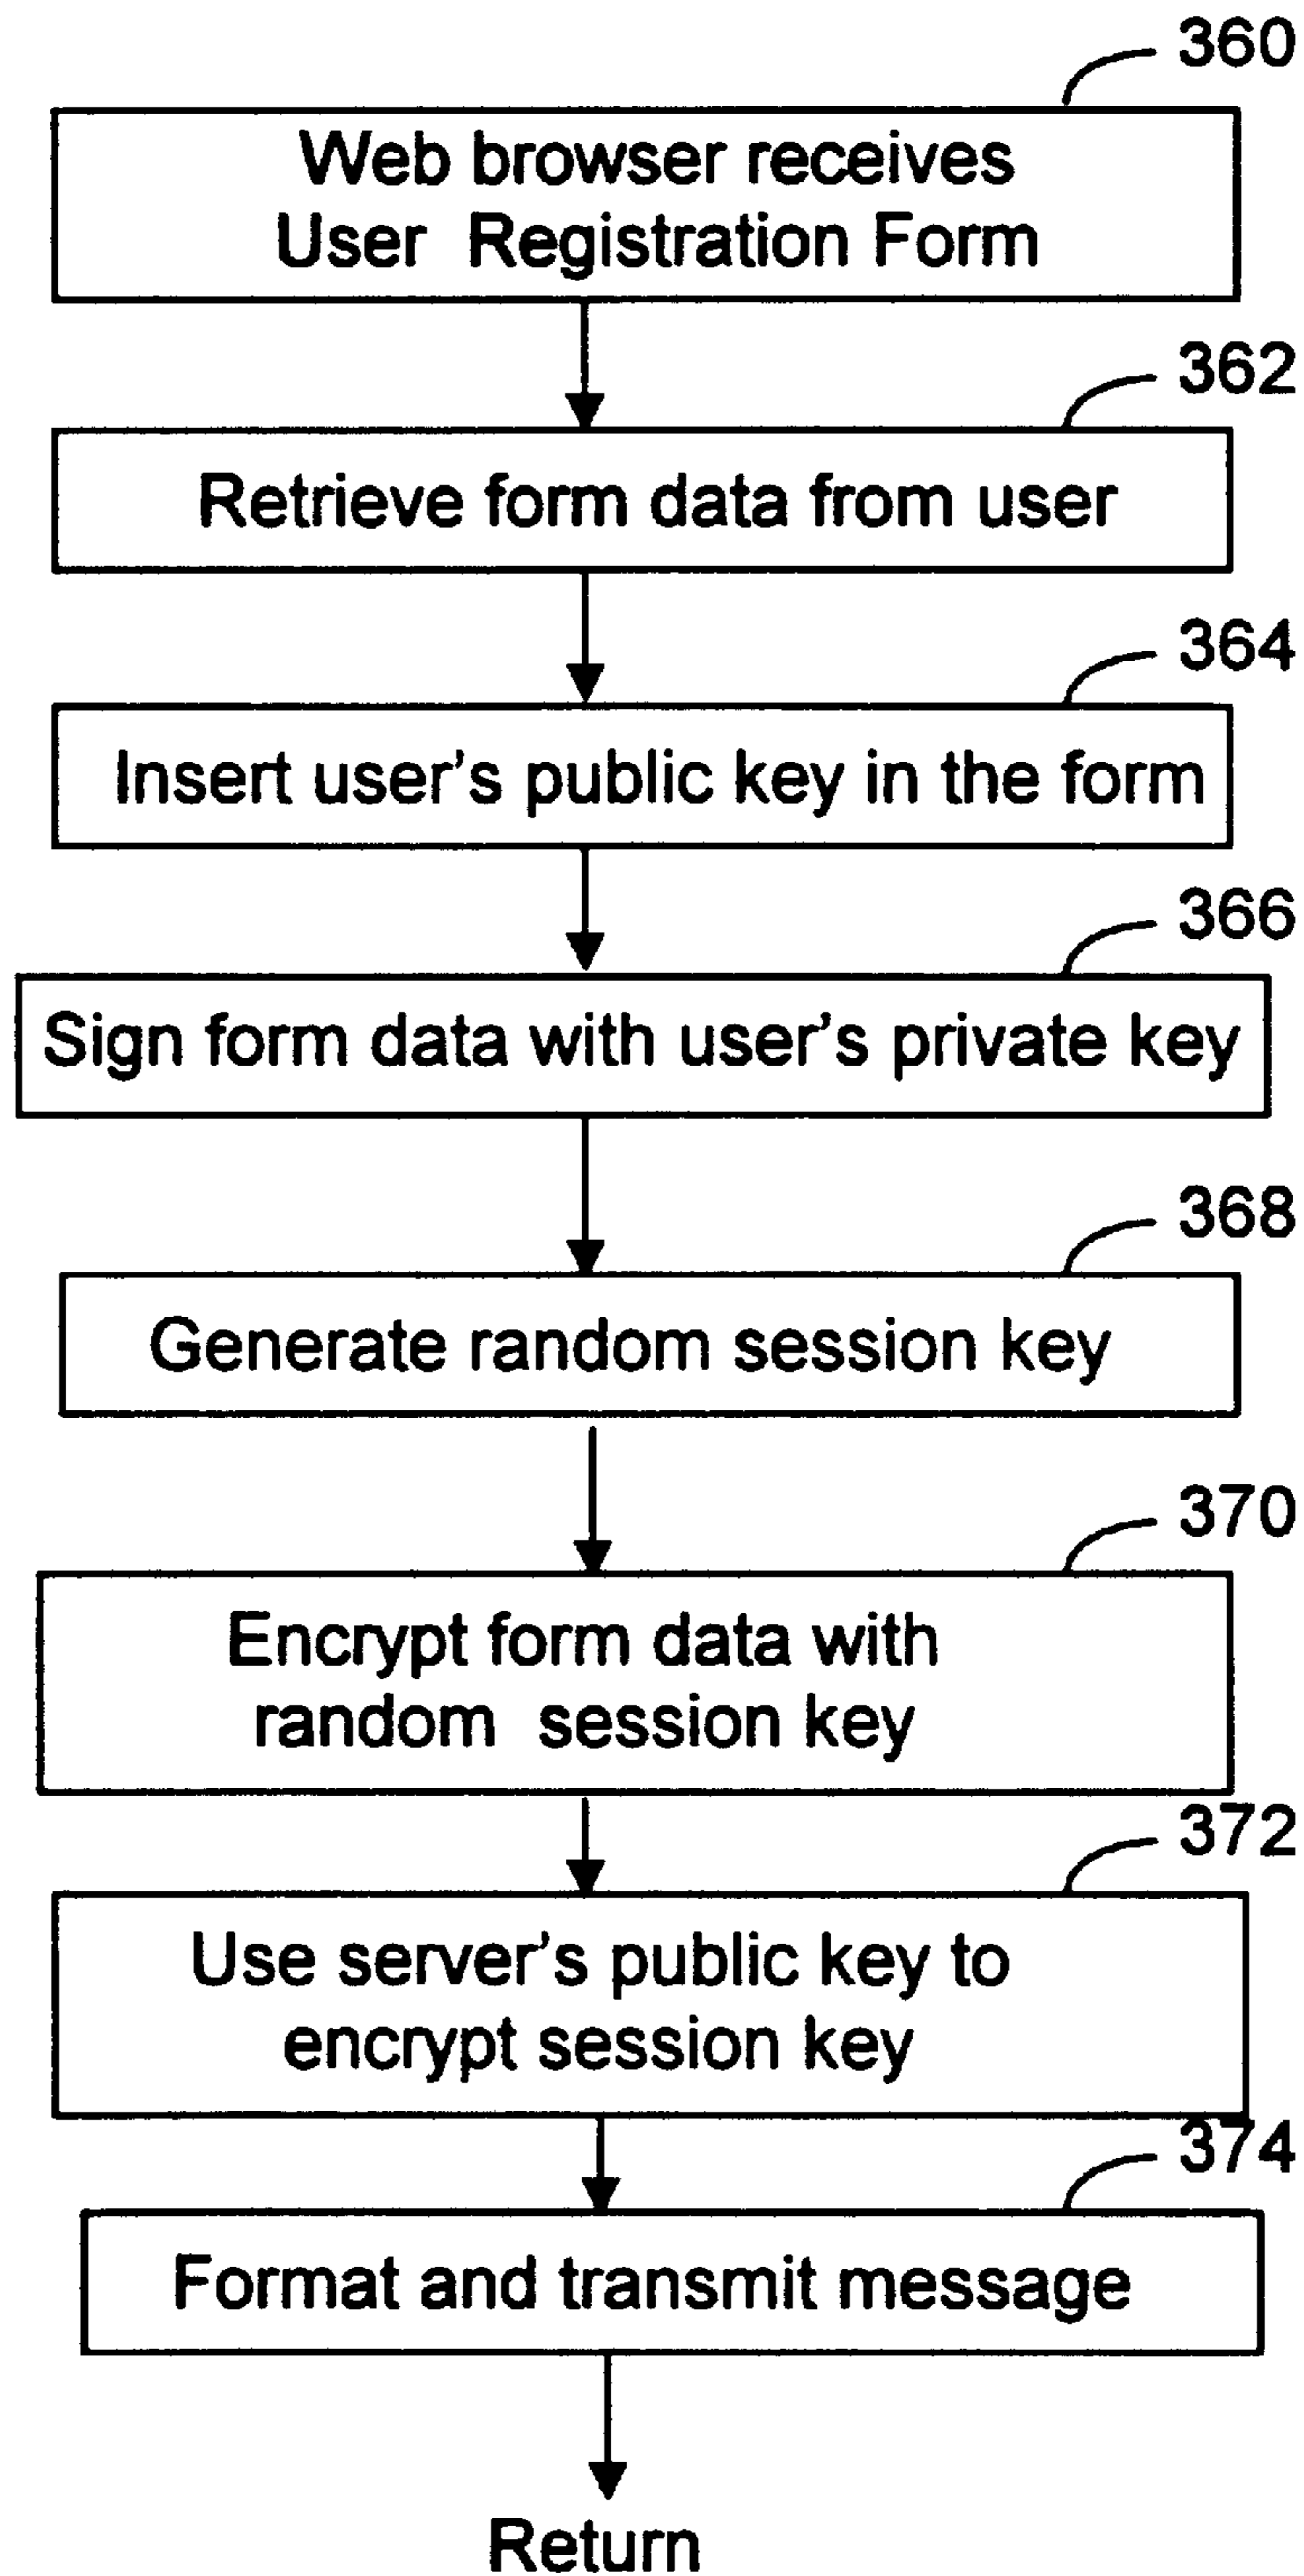 360
Web browser receives
User Registration Form
362
Retrieve form data from user
364
Insert user's public key in the form
366
Sign form data with user's private key
368
Generate random session key
370
Encrypt form data with
random session key
372
Use server's public key to
encrypt session key
374
Format and transmit message
Return